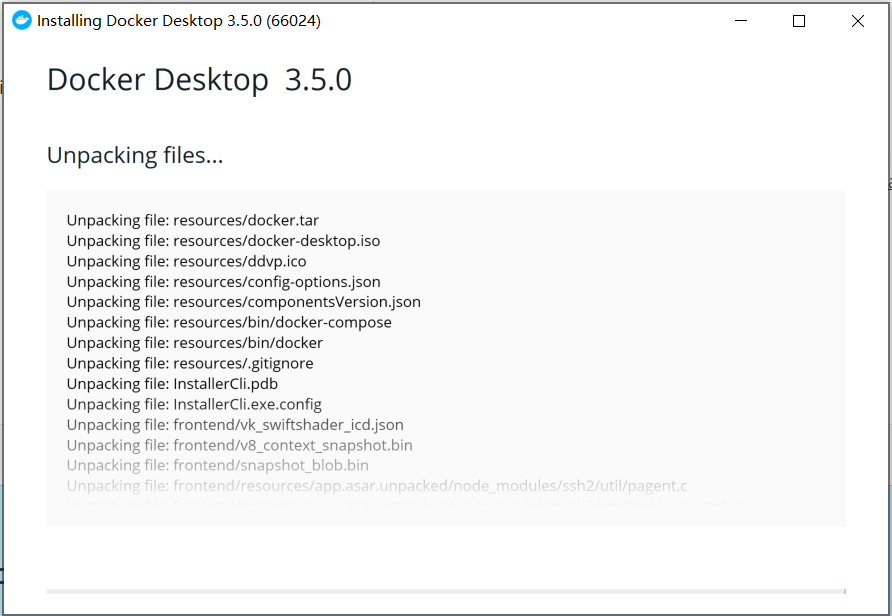 Installing Docker Desktop 3.5.0 (66024)
Docker Desktop 3.5.0
Unpacking files...
Unpacking file: resources/docker.tar
Unpacking file: resources/docker-desktop.iso
Unpacking file: resources/ddvp.ico
Unpacking file: resources/config-options.json
Unpacking file: resources/componentsVersion.json
Unpacking file: resources/bin/docker-compose
Unpacking file: resources/bin/docker
Unpacking file: resources/.gitignore
Unpacking file: InstallerCli.pdb
Unpacking file: InstallerCli.exe.config
Unpacking file: frontend/vk_swiftshader_icd.json
Unpacking file: frontend/v8_context_snapshot.bin
Unpacking file: frontend/snapshot_blob.bin
Unpacking file: frontend/resources/app.asar.unpacked/node_modules/ssh2/util/pagent.c